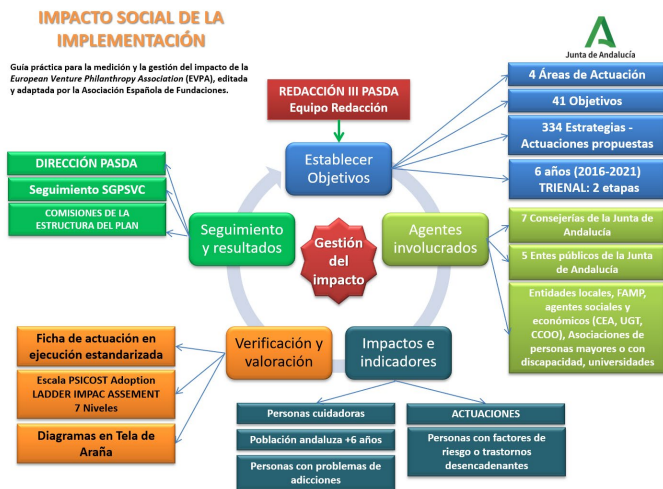 IMPACTO SOCIAL DE LA
IMPLEMENTACIÓN
Guía práctica para la medición y la gestión del impacto de la
European Venture Philanthropy Association (EVPA), editada
y adaptada por la Asociación Española de Fundaciones.
Junta de Andalucía
REDACCIÓN III PASDA
Equipo Redacción
Establecer
Objetivos
4 Áreas de Actuación
41 Objetivos
334 Estrategias -
Actuaciones propuestas
6 años (2016-2021)
TRIENAL: 2 etapas
DIRECCIÓN PASDA
Seguimiento SGPSVC
COMISIONES DE LA
ESTRUCTURA DEL PLAN
Seguimiento
y resultados
Gestión
del
impacto
Agentes
involucrados
7 Consejerías de la Junta de
Andalucía
5 Entes públicos de la Junta
de Andalucía
Entidades locales, FAMP,
agentes sociales y
económicos (CEA, UGT,
CCOO), Asociaciones de
personas mayores o con
discapacidad, universidades
Verificación y
valoración
Impactos e
indicadores
Ficha de actuación en
ejecución estandarizada
Escala PSICOST Adoption
LADDER IMPAC ASSEMENT
7 Niveles
Diagramas en Tela de
Araña
Personas cuidadoras
Población andaluza +6 años
Personas con problemas de
adicciones
ACTUACIONES
Personas con factores de
riesgo o trastornos
desencadenantes